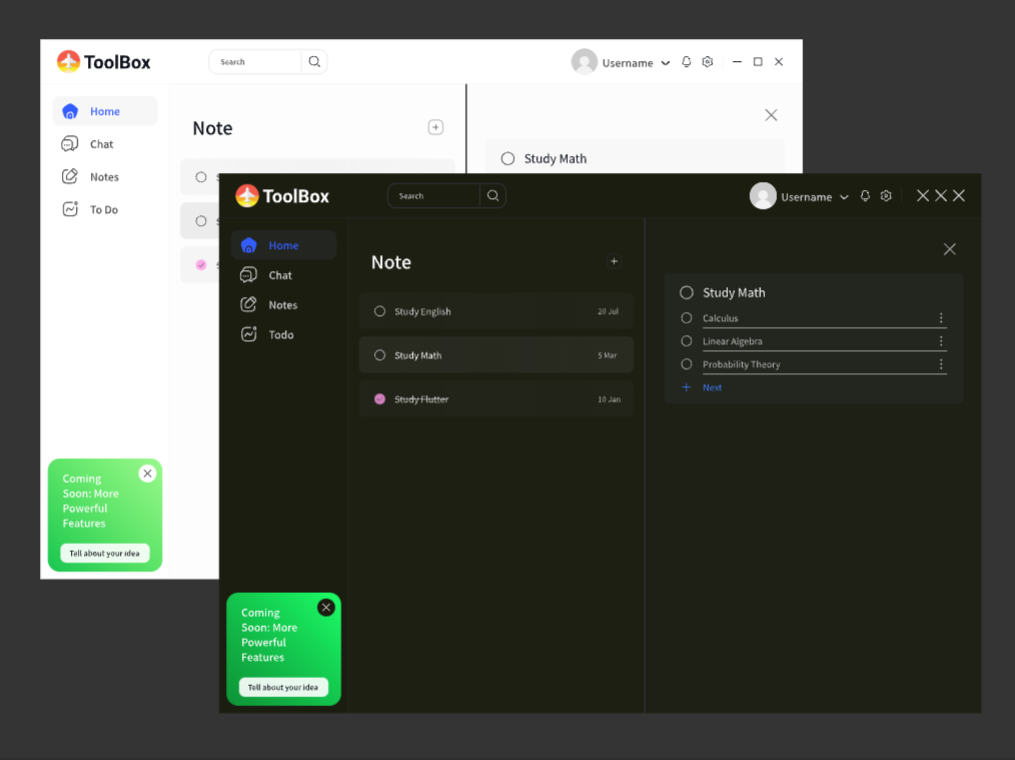 ToolBox
Search
Username
Home
Chat
Notes
To Do
Note
Study Math
Coming
Soon: More
Powerful
Features
Tell about your idea
ToolBox
Search
Username
Home
Chat
Notes
Todo
Note
Study English 20 Jul
Study Math 5 Mar
Study Flutter 10 Jan
Study Math
Calculus
Linear Algebra
Probability Theory
Next
Coming
Soon: More
Powerful
Features
Tell about your idea